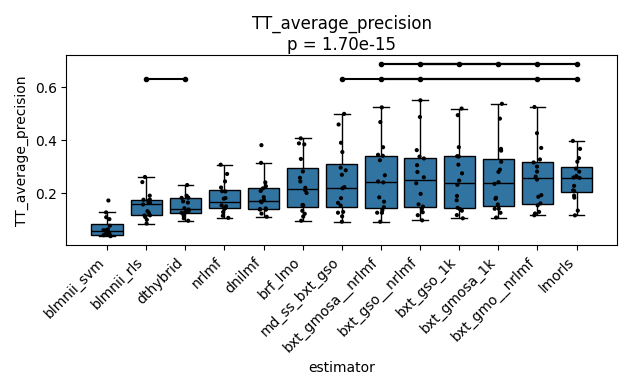 TT_average_precision
p = 1.70e-15
TT_average_precision
0.6
0.4
0.2
blmnii_svm
blmnii_rls
dthybrid
nrlmf
dnilmf
brf_lmo
md_ss_bxt_gso
bxt_gmosa__nrlmf
bxt_gso__nrlmf
bxt_gso_1k
bxt_gmosa_1k
bxt_gmo__nrlmf
lmorls
estimator